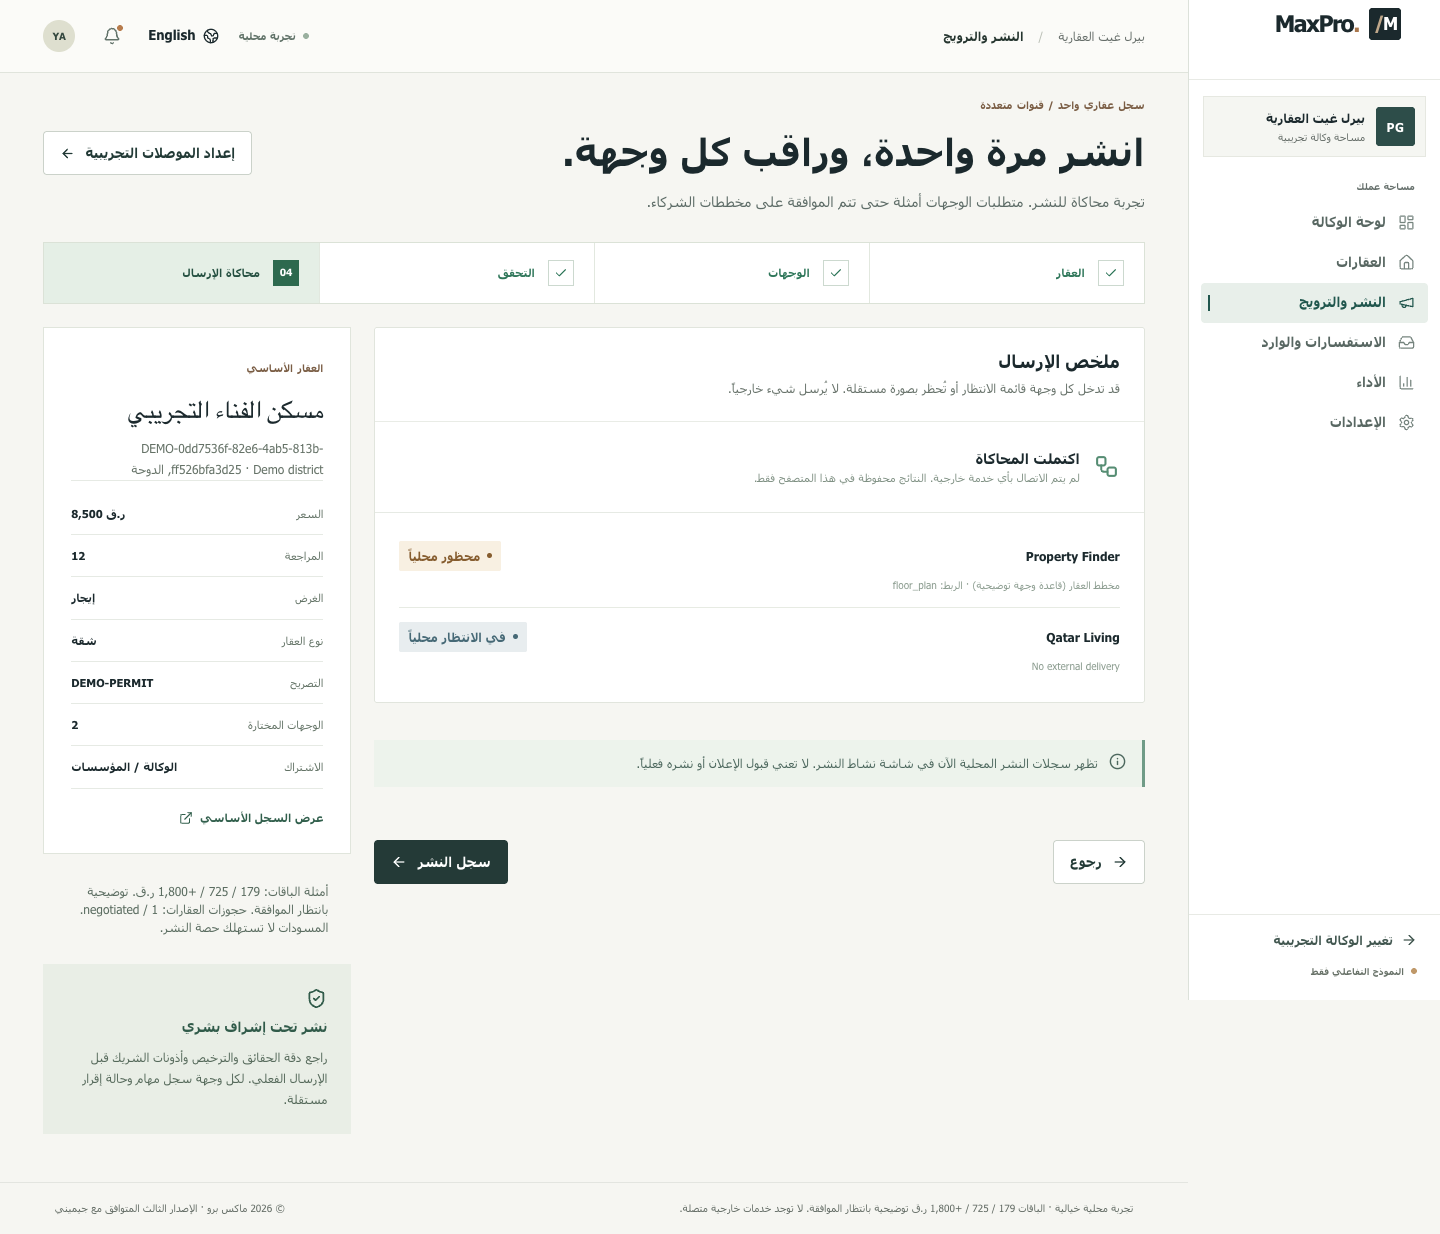 /M MaxPro.
PG
بيرل غيت العقارية
مساحة وكالة تجريبية
مساحة عملك
لوحة الوكالة
العقارات
النشر والترويج
الاستفسارات والوارد
الأداء
الإعدادات
تغيير الوكالة التجريبية
النموذج التفاعلي فقط
بيرل غيت العقارية / النشر والترويج
تجربة محلية
English
YA
سجل عقاري واحد / قنوات متعددة
انشر مرة واحدة، وراقب كل وجهة.
تجربة محاكاة للنشر. متطلبات الوجهات أمثلة حتى تتم الموافقة على مخططات الشركاء.
إعداد الموصلات التجريبية
العقار
الوجهات
التحقق
04 محاكاة الإرسال
ملخص الإرسال
قد تدخل كل وجهة قائمة الانتظار أو تُحظر بصورة مستقلة. لا يُرسل شيء خارجياً.
اكتملت المحاكاة
لم يتم الاتصال بأي خدمة خارجية. النتائج محفوظة في هذا المتصفح فقط.
Property Finder
محظور محلياً
مخطط العقار (قاعدة وجهة توضيحية) · الربط: floor_plan
Qatar Living
في الانتظار محلياً
No external delivery
تظهر سجلات النشر المحلية الآن في شاشة نشاط النشر. لا تعني قبول الإعلان أو نشره فعلياً.
رجوع
سجل النشر
العقار الأساسي
مسكن الفناء التجريبي
DEMO-0dd7536f-82e6-4ab5-813b-
ff526bfa3d25 · Demo district, الدوحة
السعر
8,500 ر.ق
المراجعة
12
الغرض
إيجار
نوع العقار
شقة
التصريح
DEMO-PERMIT
الوجهات المختارة
2
الاشتراك
الوكالة / المؤسسات
عرض السجل الأساسي
أمثلة الباقات: 179 / 725 / +1,800 ر.ق. توضيحية
بانتظار الموافقة. حجوزات العقارات: 1 / negotiated.
المسودات لا تستهلك حصة النشر.
نشر تحت إشراف بشري
راجع دقة الحقائق والترخيص وأذونات الشريك قبل
الإرسال الفعلي. لكل وجهة سجل مهام وحالة إقرار
مستقلة.
تجربة محلية خيالية · الباقات 179 / 725 / +1,800 ر.ق توضيحية بانتظار الموافقة. لا توجد خدمات خارجية متصلة.
© 2026 ماكس برو · الإصدار الثالث المتوافق مع جيميني